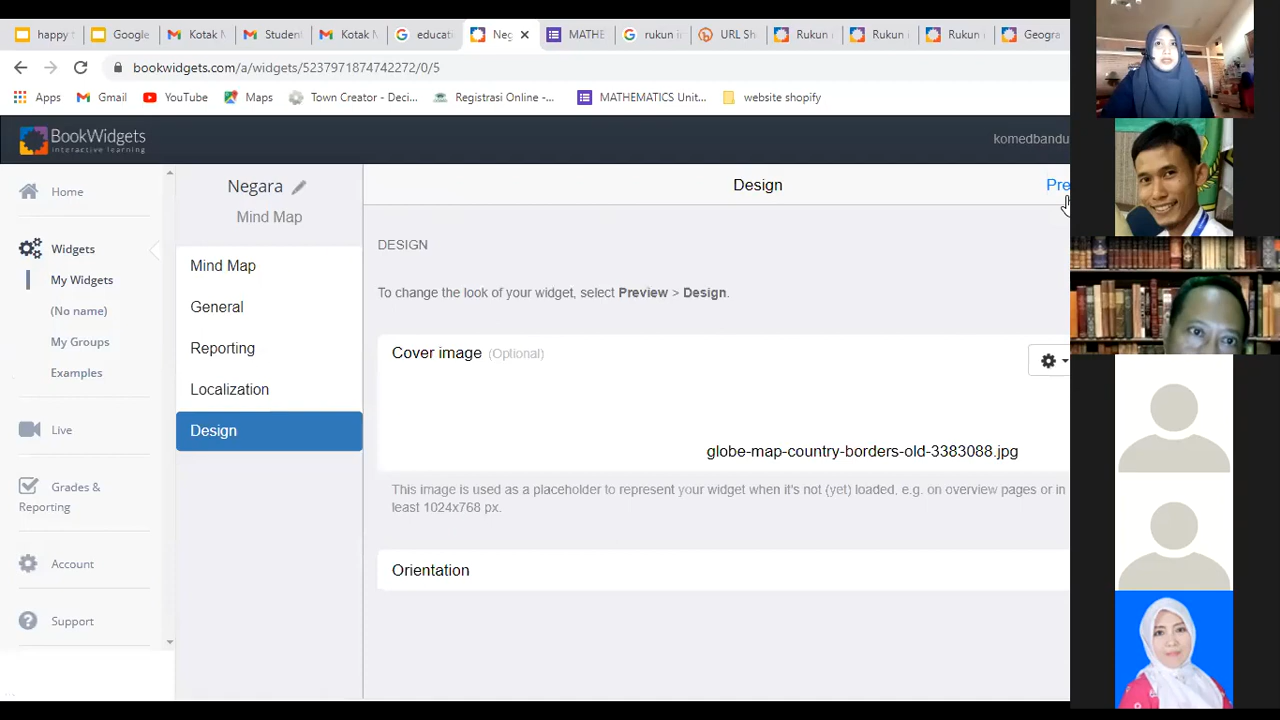 happy
Google
Kotak M
Studen
Kotak M
educat
Neg
MATHE
rukun i
URL Sh
Rukun
Rukun
Rukun
Geogra
bookwidgets.com/a/widgets/5237971874742272/0/5
Apps
Gmail
YouTube
Maps
Town Creator - Deci...
Registrasi Online -...
MATHEMATICS Unit...
website shopify
BookWidgets
interactive learning
komedbandu
Home
Widgets
My Widgets
(No name)
My Groups
Examples
Live
Grades &
Reporting
Account
Support
Negara
Mind Map
Mind Map
General
Reporting
Localization
Design
Design
Pre
DESIGN
To change the look of your widget, select Preview > Design.
Cover image (Optional)
globe-map-country-borders-old-3383088.jpg
This image is used as a placeholder to represent your widget when it's not (yet) loaded, e.g. on overview pages or in
least 1024x768 px.
Orientation